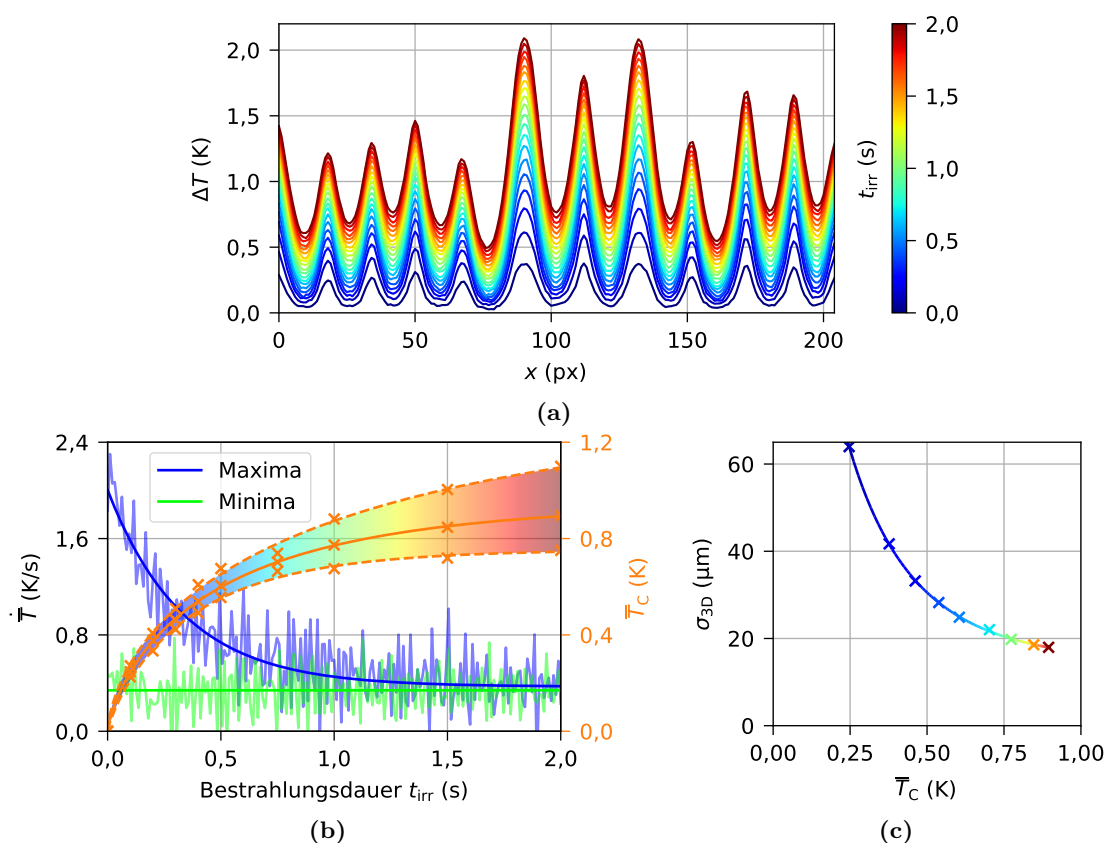 2,0
1,5
1,0
0,5
0,0
ΔT (K)
0
50
100
150
200
x (px)
2,0
1,5
1,0
0,5
0,0
t_irr (s)
(a)
2,4
1,6
0,8
0,0
Ṫ̿ (K/s)
Maxima
Minima
1,2
0,8
0,4
0,0
T̿_C (K)
0,0
0,5
1,0
1,5
2,0
Bestrahlungsdauer t_irr (s)
(b)
60
40
20
0
σ_3D (µm)
0,00
0,25
0,50
0,75
1,00
T̿_C (K)
(c)